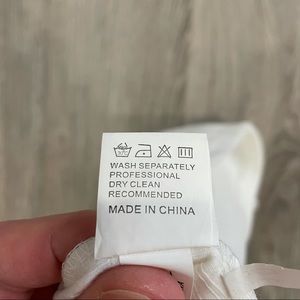 WASH SEPARATELY
PROFESSIONAL
DRY CLEAN
RECOMMENDED
MADE IN CHINA